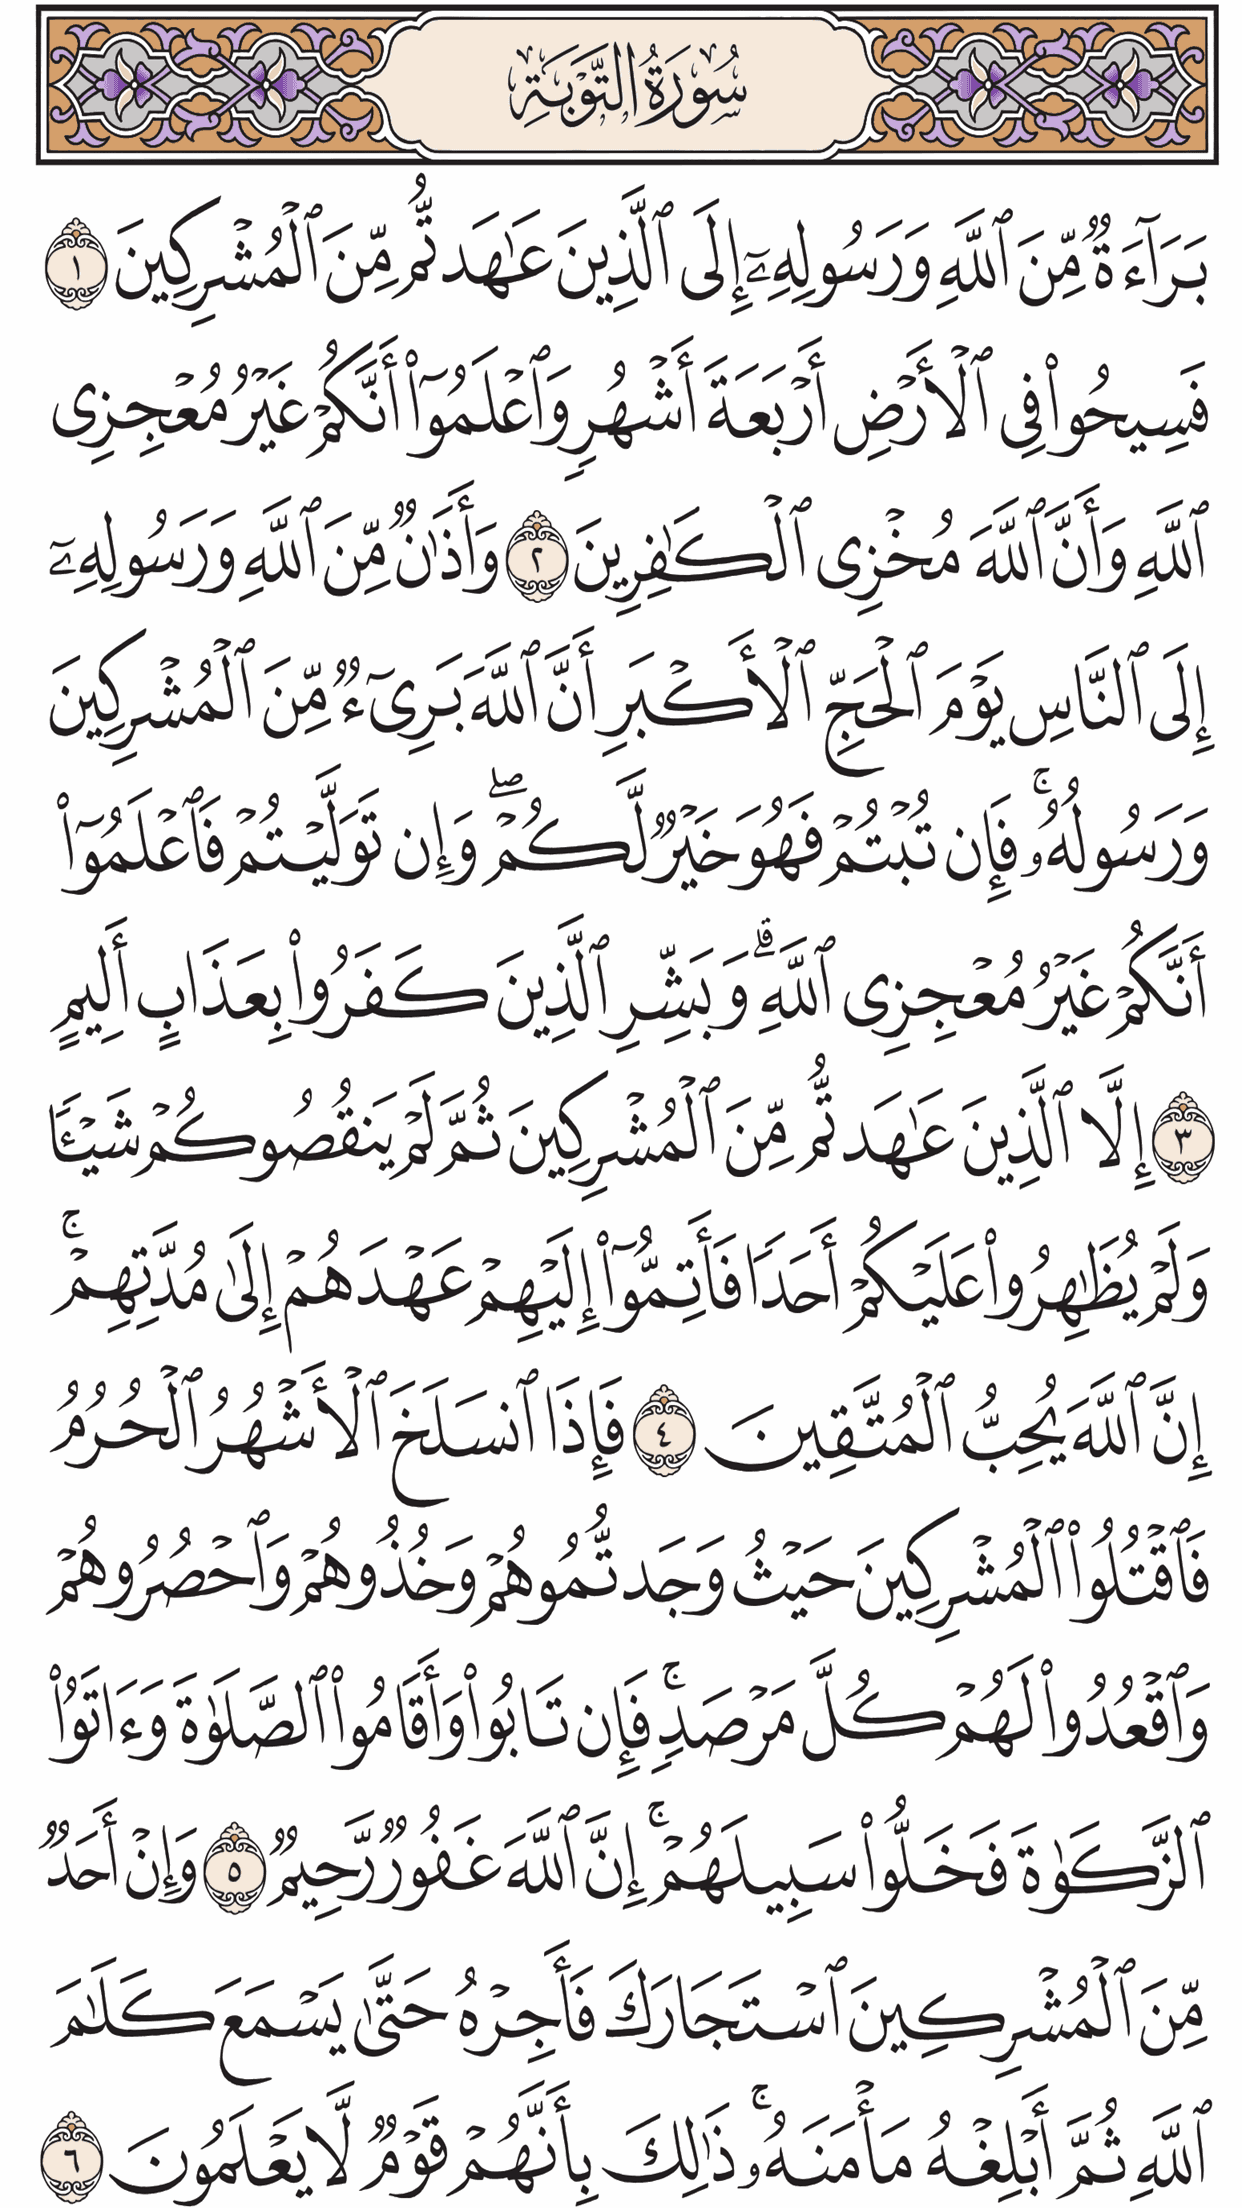 سُورَةُ التَّوْبَةِ
بَرَآءَةٌ مِّنَ ٱللَّهِ وَرَسُولِهِۦٓ إِلَى ٱلَّذِينَ عَٰهَدتُّم مِّنَ ٱلْمُشْرِكِينَ ١
فَسِيحُوا۟ فِى ٱلْأَرْضِ أَرْبَعَةَ أَشْهُرٍ وَٱعْلَمُوٓا۟ أَنَّكُمْ غَيْرُ مُعْجِزِى
ٱللَّهِ وَأَنَّ ٱللَّهَ مُخْزِى ٱلْكَٰفِرِينَ ٢ وَأَذَٰنٌ مِّنَ ٱللَّهِ وَرَسُولِهِۦٓ
إِلَى ٱلنَّاسِ يَوْمَ ٱلْحَجِّ ٱلْأَكْبَرِ أَنَّ ٱللَّهَ بَرِىٓءٌ مِّنَ ٱلْمُشْرِكِينَ
وَرَسُولُهُۥ ۚ فَإِن تُبْتُمْ فَهُوَ خَيْرٌ لَّكُمْ ۖ وَإِن تَوَلَّيْتُمْ فَٱعْلَمُوٓا۟
أَنَّكُمْ غَيْرُ مُعْجِزِى ٱللَّهِ ۗ وَبَشِّرِ ٱلَّذِينَ كَفَرُوا۟ بِعَذَابٍ أَلِيمٍ
٣ إِلَّا ٱلَّذِينَ عَٰهَدتُّم مِّنَ ٱلْمُشْرِكِينَ ثُمَّ لَمْ يَنقُصُوكُمْ شَيْـًٔا
وَلَمْ يُظَٰهِرُوا۟ عَلَيْكُمْ أَحَدًا فَأَتِمُّوٓا۟ إِلَيْهِمْ عَهْدَهُمْ إِلَىٰ مُدَّتِهِمْ ۚ
إِنَّ ٱللَّهَ يُحِبُّ ٱلْمُتَّقِينَ ٤ فَإِذَا ٱنسَلَخَ ٱلْأَشْهُرُ ٱلْحُرُمُ
فَٱقْتُلُوا۟ ٱلْمُشْرِكِينَ حَيْثُ وَجَدتُّمُوهُمْ وَخُذُوهُمْ وَٱحْصُرُوهُمْ
وَٱقْعُدُوا۟ لَهُمْ كُلَّ مَرْصَدٍ ۚ فَإِن تَابُوا۟ وَأَقَامُوا۟ ٱلصَّلَوٰةَ وَءَاتَوُا۟
ٱلزَّكَوٰةَ فَخَلُّوا۟ سَبِيلَهُمْ ۚ إِنَّ ٱللَّهَ غَفُورٌ رَّحِيمٌ ٥ وَإِنْ أَحَدٌ
مِّنَ ٱلْمُشْرِكِينَ ٱسْتَجَارَكَ فَأَجِرْهُ حَتَّىٰ يَسْمَعَ كَلَٰمَ
ٱللَّهِ ثُمَّ أَبْلِغْهُ مَأْمَنَهُۥ ۚ ذَٰلِكَ بِأَنَّهُمْ قَوْمٌ لَّا يَعْلَمُونَ ٦